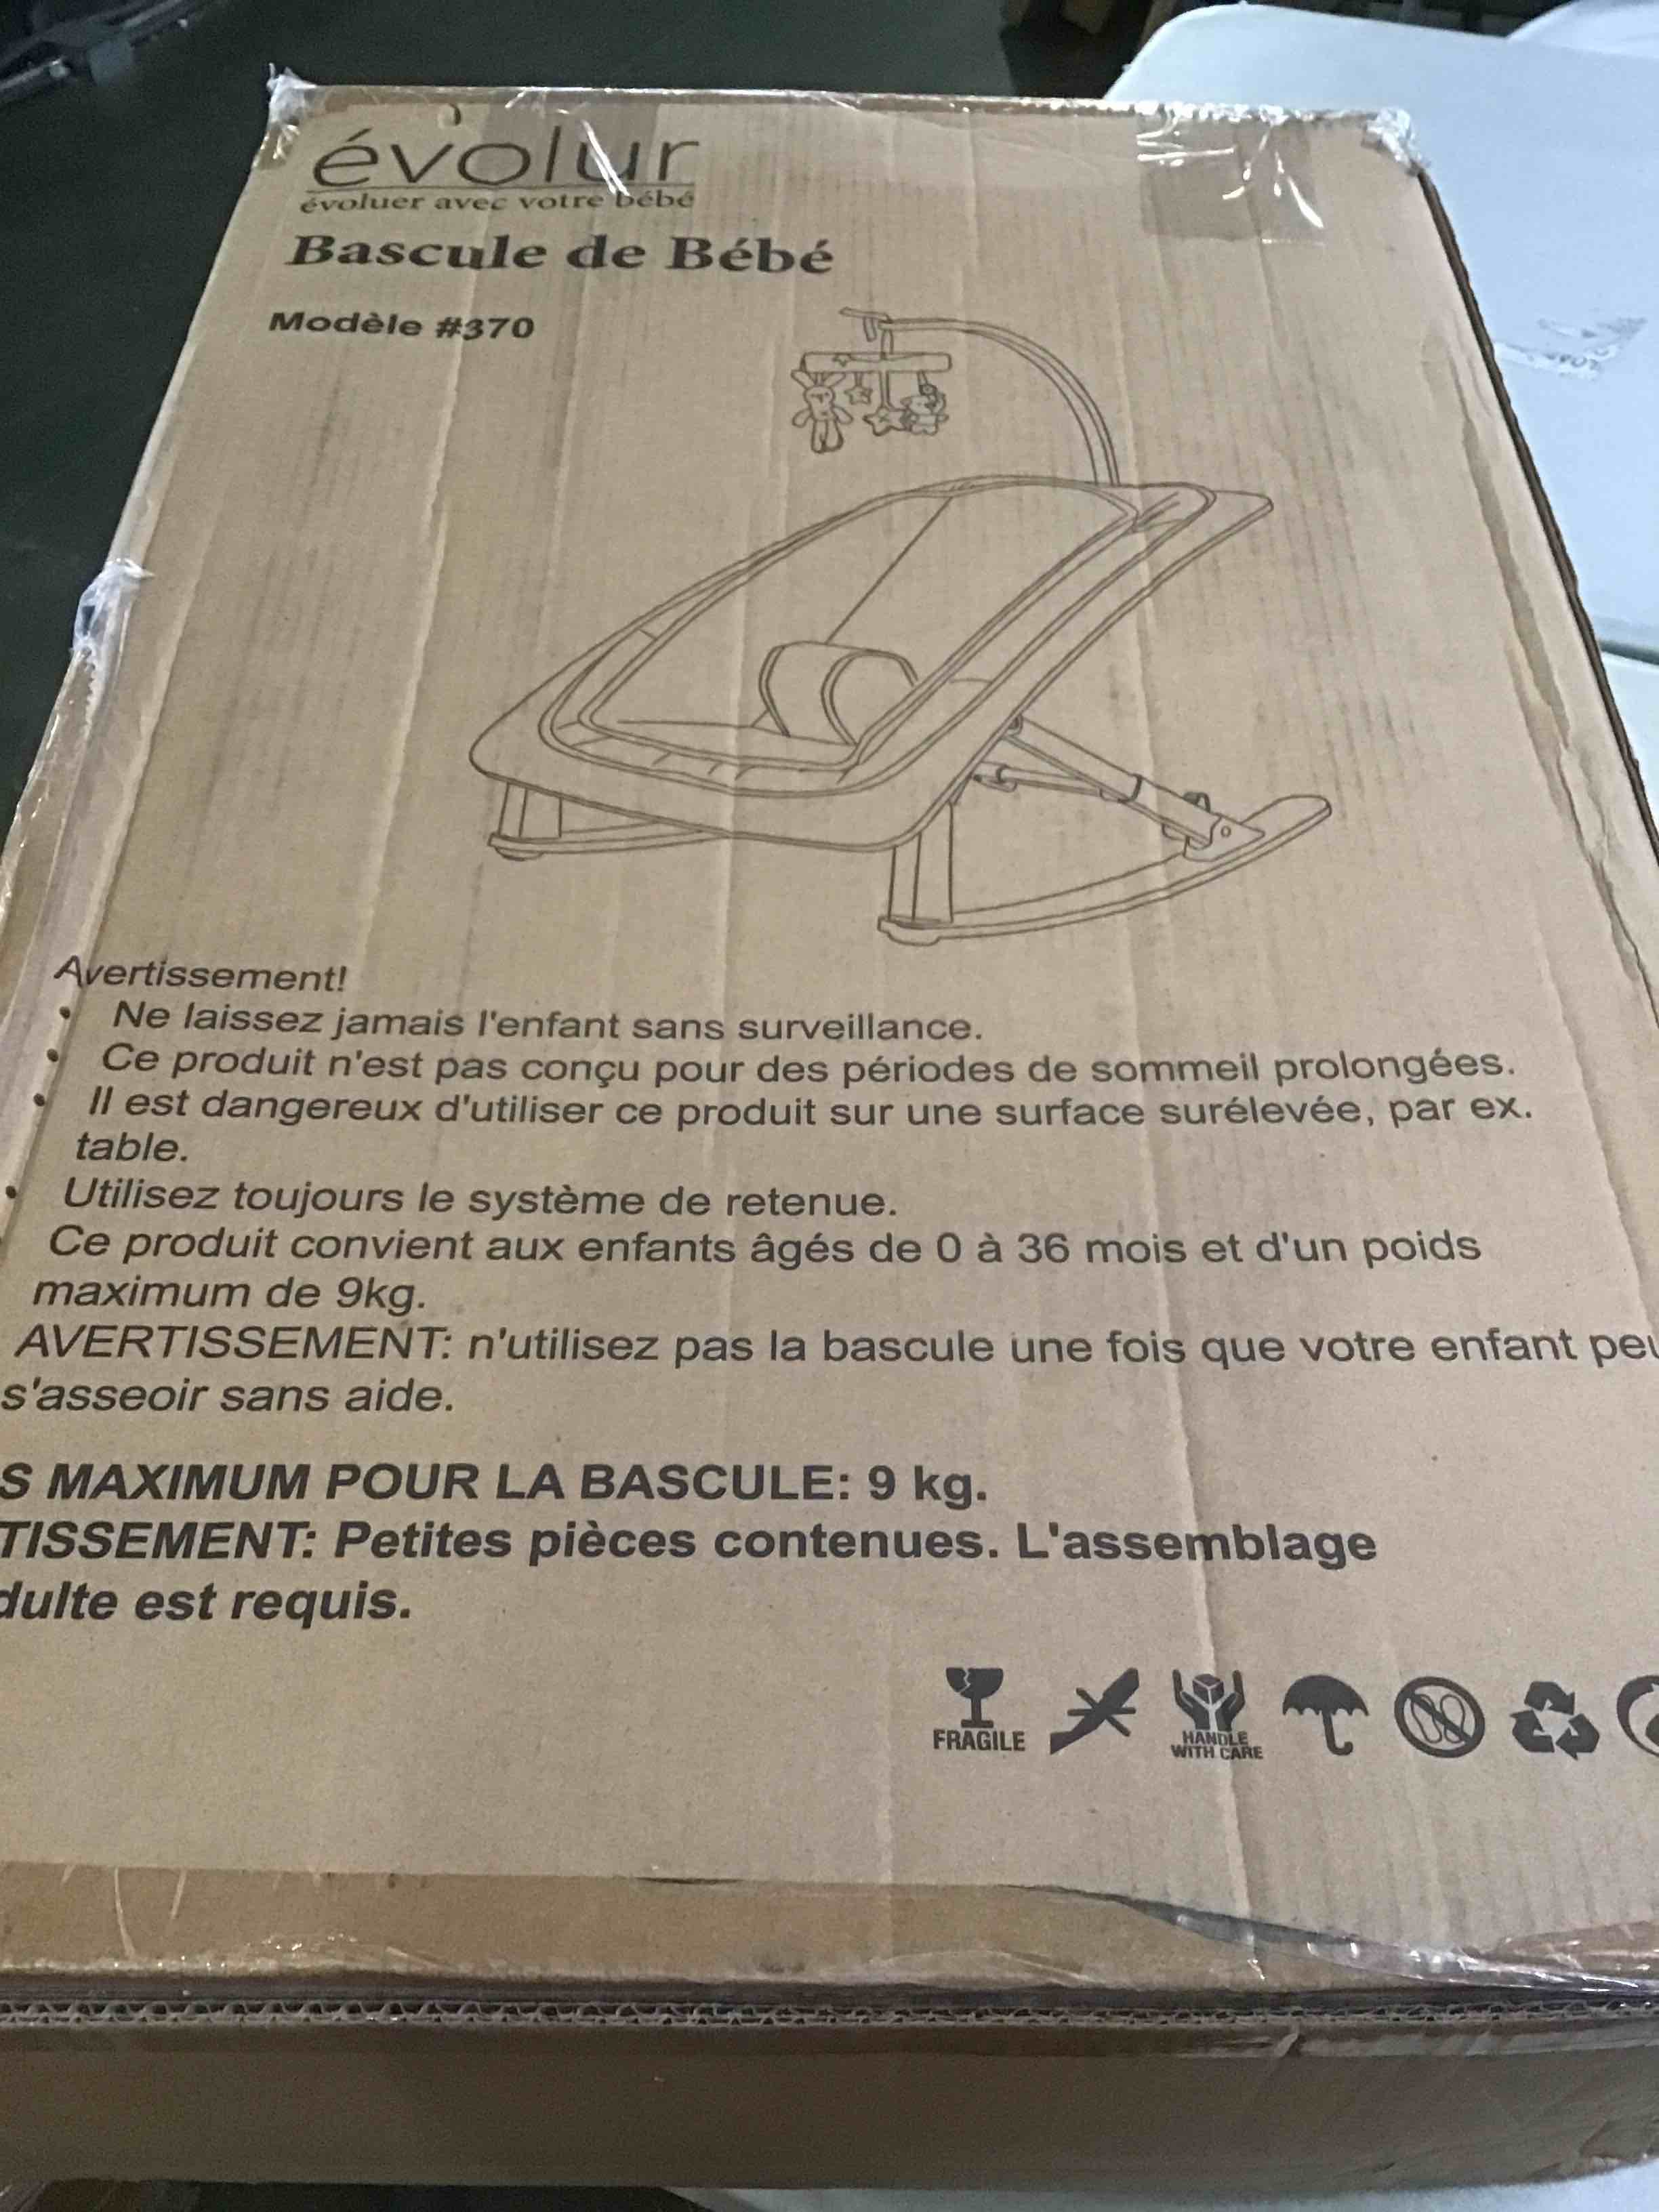 évolur
évoluer avec votre bébé
Bascule de Bébé
Modèle #370
Avertissement!
• Ne laissez jamais l'enfant sans surveillance.
• Ce produit n'est pas conçu pour des périodes de sommeil prolongées.
• Il est dangereux d'utiliser ce produit sur une surface surélevée, par ex.
table.
• Utilisez toujours le système de retenue.
Ce produit convient aux enfants âgés de 0 à 36 mois et d'un poids
maximum de 9kg.
AVERTISSEMENT: n'utilisez pas la bascule une fois que votre enfant peu
s'asseoir sans aide.
S MAXIMUM POUR LA BASCULE: 9 kg.
TISSEMENT: Petites pièces contenues. L'assemblage
dulte est requis.
FRAGILE
HANDLE
WITH CARE